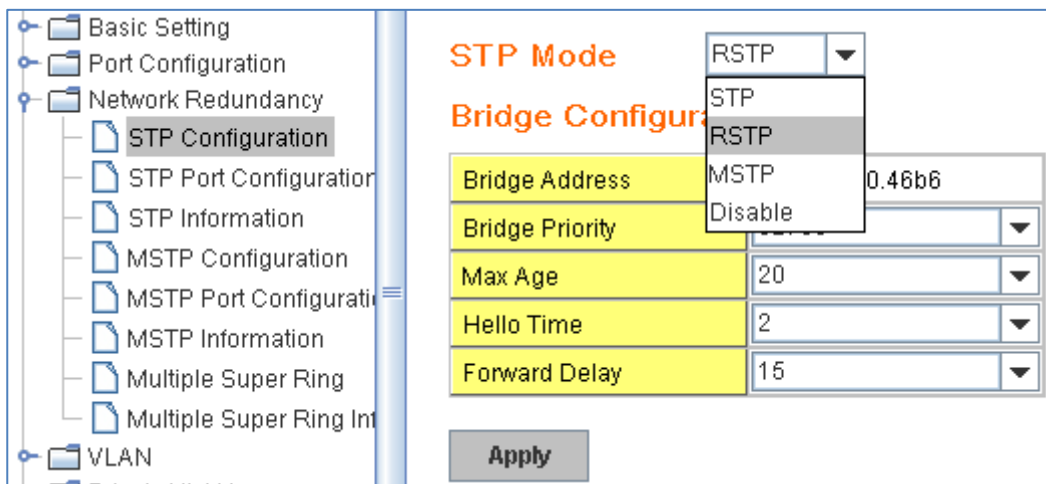 Basic Setting
Port Configuration
Network Redundancy
STP Configuration
STP Port Configuration
STP Information
MSTP Configuration
MSTP Port Configurati
MSTP Information
Multiple Super Ring
Multiple Super Ring Inf
VLAN
STP Mode RSTP
STP
RSTP
MSTP
Disable
Bridge Configura
Bridge Address 0.46b6
Bridge Priority
Max Age 20
Hello Time 2
Forward Delay 15
Apply